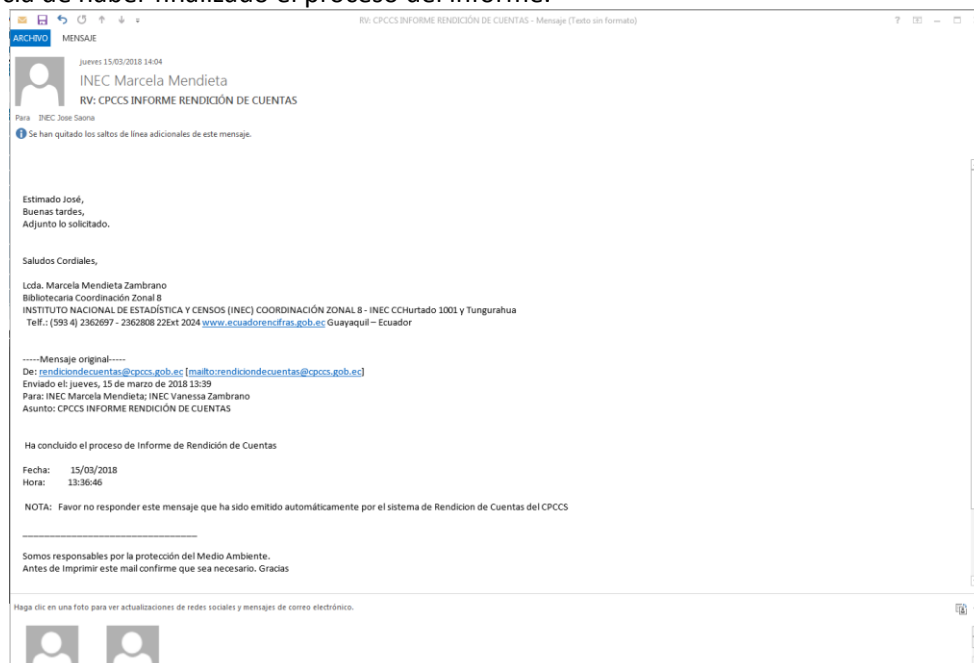 de haber finalizado el proceso del informe.
RV: CPCCS INFORME RENDICIÓN DE CUENTAS - Mensaje (Texto sin formato)
ARCHIVO MENSAJE
jueves 15/03/2018 14:04
INEC Marcela Mendieta
RV: CPCCS INFORME RENDICIÓN DE CUENTAS
Para INEC Jose Saona
Se han quitado los saltos de línea adicionales de este mensaje.
Estimado José,
Buenas tardes,
Adjunto lo solicitado.
Saludos Cordiales,
Lcda. Marcela Mendieta Zambrano
Bibliotecaria Coordinación Zonal 8
INSTITUTO NACIONAL DE ESTADÍSTICA Y CENSOS (INEC) COORDINACIÓN ZONAL 8 - INEC CCHurtado 1001 y Tungurahua
Telf.: (593 4) 2362697 - 2362808 22Ext 2024 www.ecuadorencifras.gob.ec Guayaquil – Ecuador
-----Mensaje original-----
De: rendiciondecuentas@cpccs.gob.ec [mailto:rendiciondecuentas@cpccs.gob.ec]
Enviado el: jueves, 15 de marzo de 2018 13:39
Para: INEC Marcela Mendieta; INEC Vanessa Zambrano
Asunto: CPCCS INFORME RENDICIÓN DE CUENTAS
Ha concluido el proceso de Informe de Rendición de Cuentas
Fecha: 15/03/2018
Hora: 13:36:46
NOTA: Favor no responder este mensaje que ha sido emitido automáticamente por el sistema de Rendicion de Cuentas del CPCCS
________________________________
Somos responsables por la protección del Medio Ambiente.
Antes de Imprimir este mail confirme que sea necesario. Gracias
Haga clic en una foto para ver actualizaciones de redes sociales y mensajes de correo electrónico.